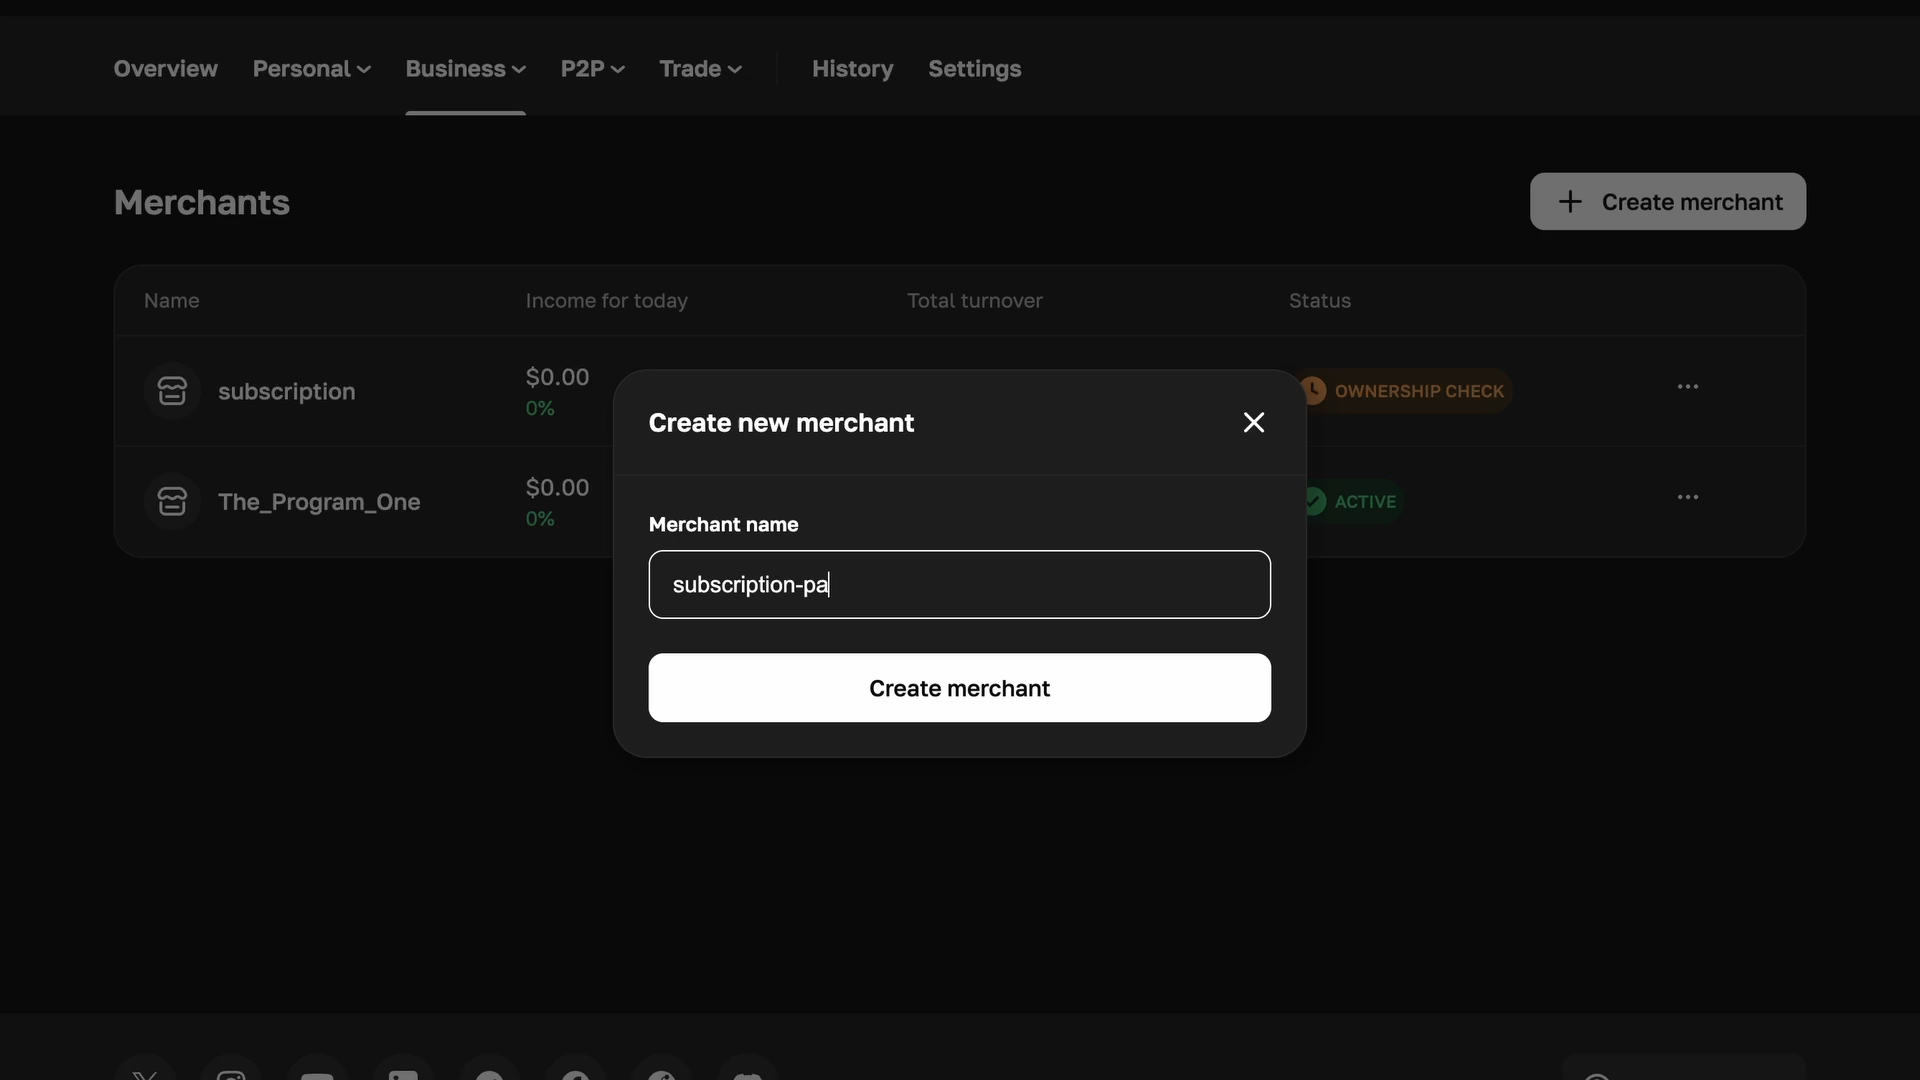 Overview Personal Business P2P Trade History Settings
Merchants
Create merchant
Name Income for today Total turnover Status
subscription $0.00 OWNERSHIP CHECK
0%
The_Program_One $0.00 ACTIVE
0%
Create new merchant
Merchant name
subscription-pa
Create merchant